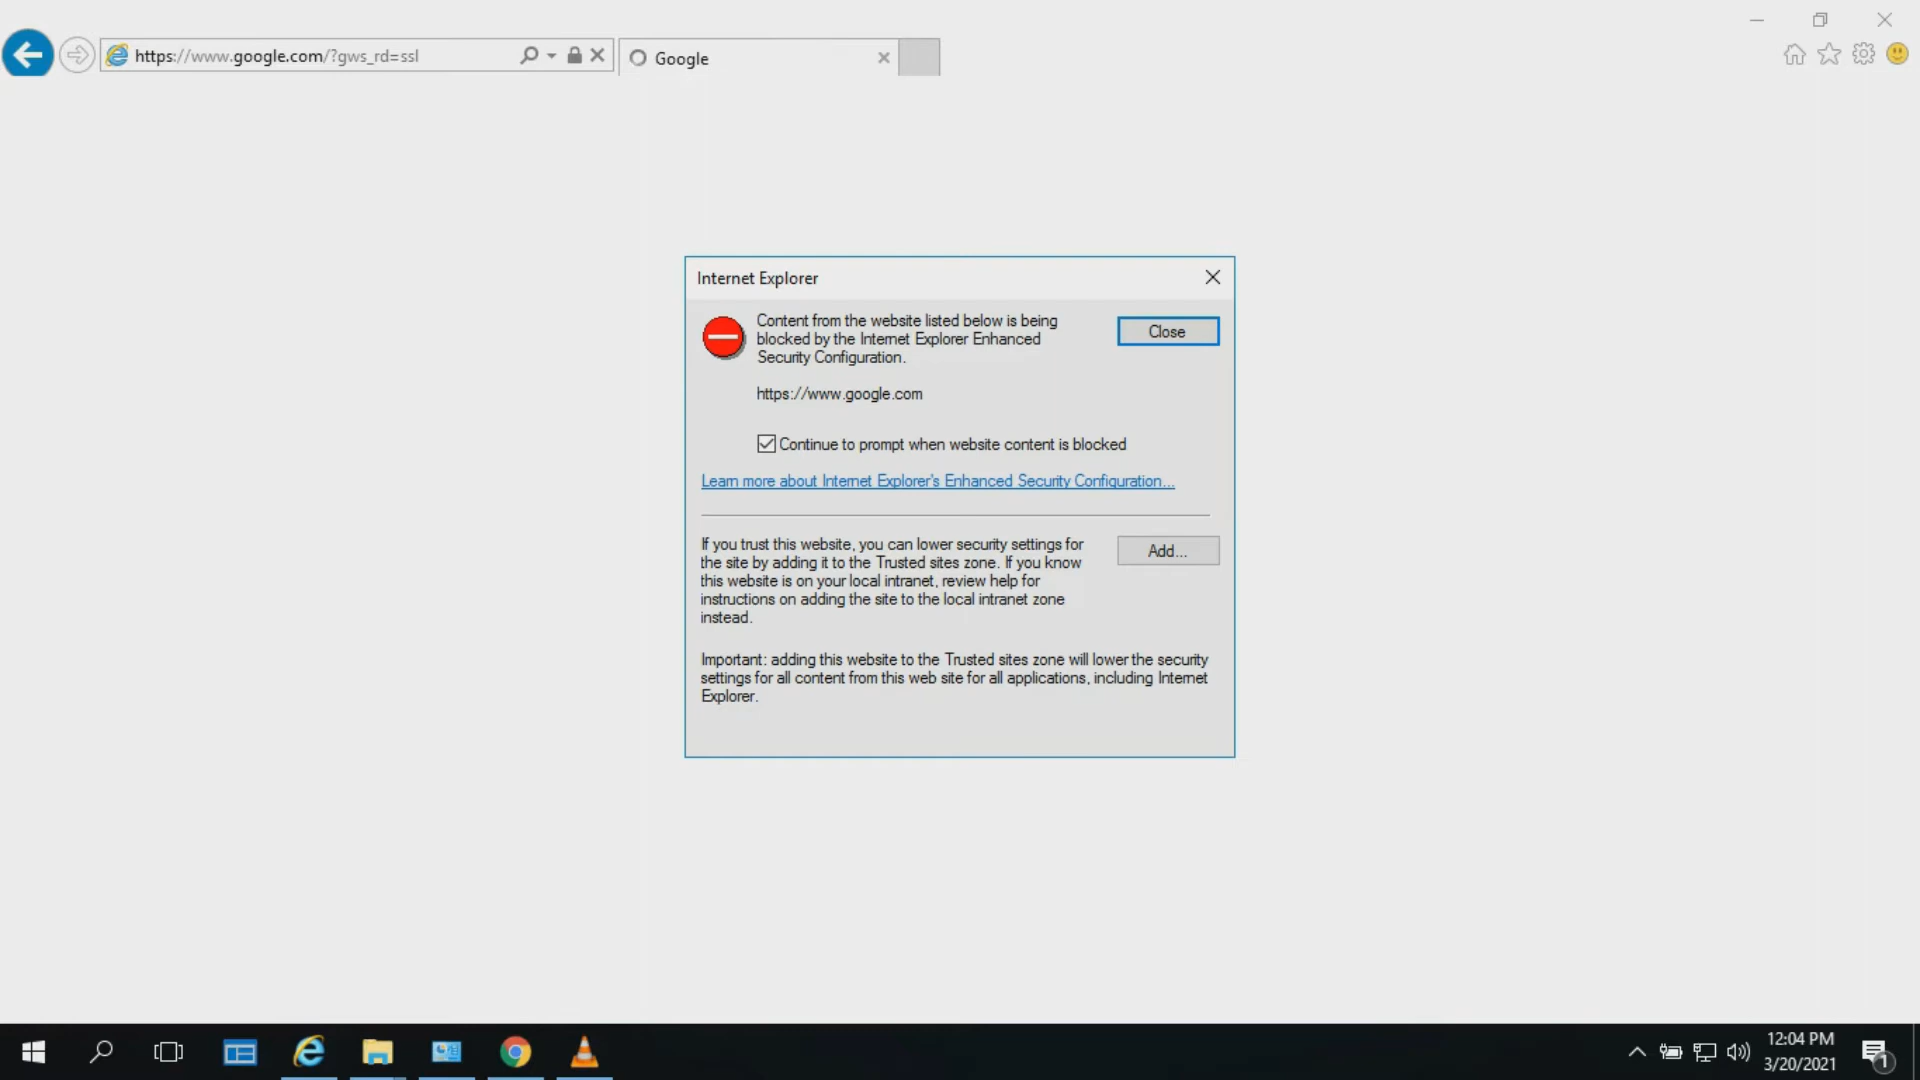 https://www.google.com/?gws_rd=ssl
Google
Internet Explorer
Content from the website listed below is being
blocked by the Internet Explorer Enhanced
Security Configuration.
Close
https://www.google.com
Continue to prompt when website content is blocked
Learn more about Internet Explorer's Enhanced Security Configuration...
If you trust this website, you can lower security settings for
the site by adding it to the Trusted sites zone. If you know
this website is on your local intranet, review help for
instructions on adding the site to the local intranet zone
instead.
Add...
Important: adding this website to the Trusted sites zone will lower the security
settings for all content from this web site for all applications, including Internet
Explorer.
12:04 PM
3/20/2021
1